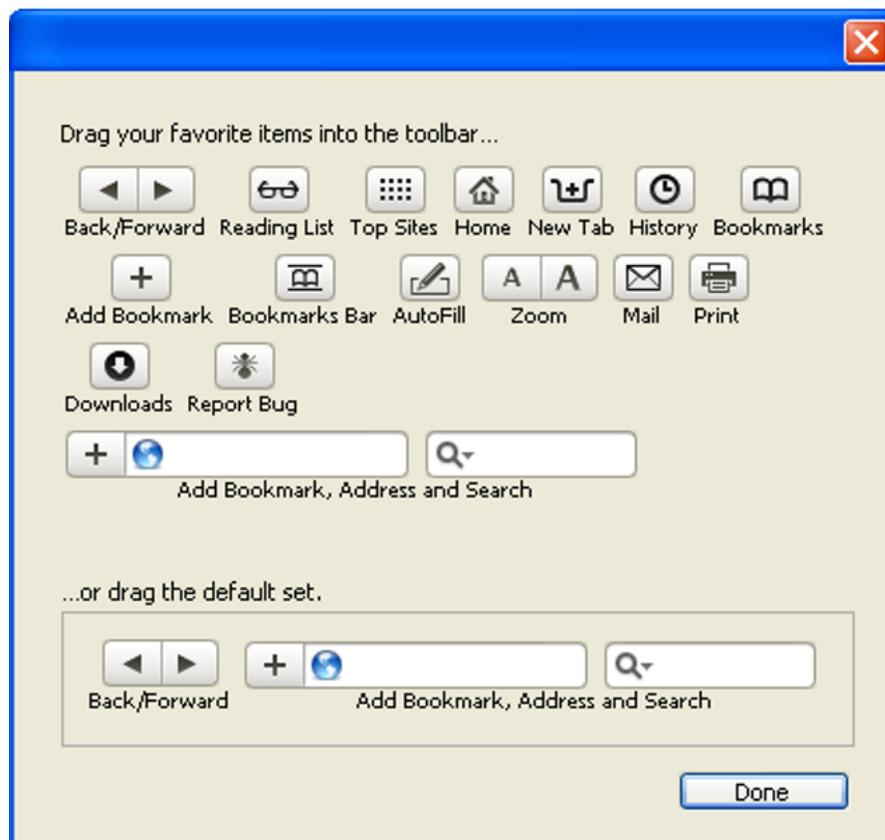 Drag your favorite items into the toolbar...
Back/Forward Reading List Top Sites Home New Tab History Bookmarks
A A
Add Bookmark Bookmarks Bar AutoFill Zoom Mail Print
Downloads Report Bug
Add Bookmark, Address and Search
...or drag the default set.
Back/Forward Add Bookmark, Address and Search
Done